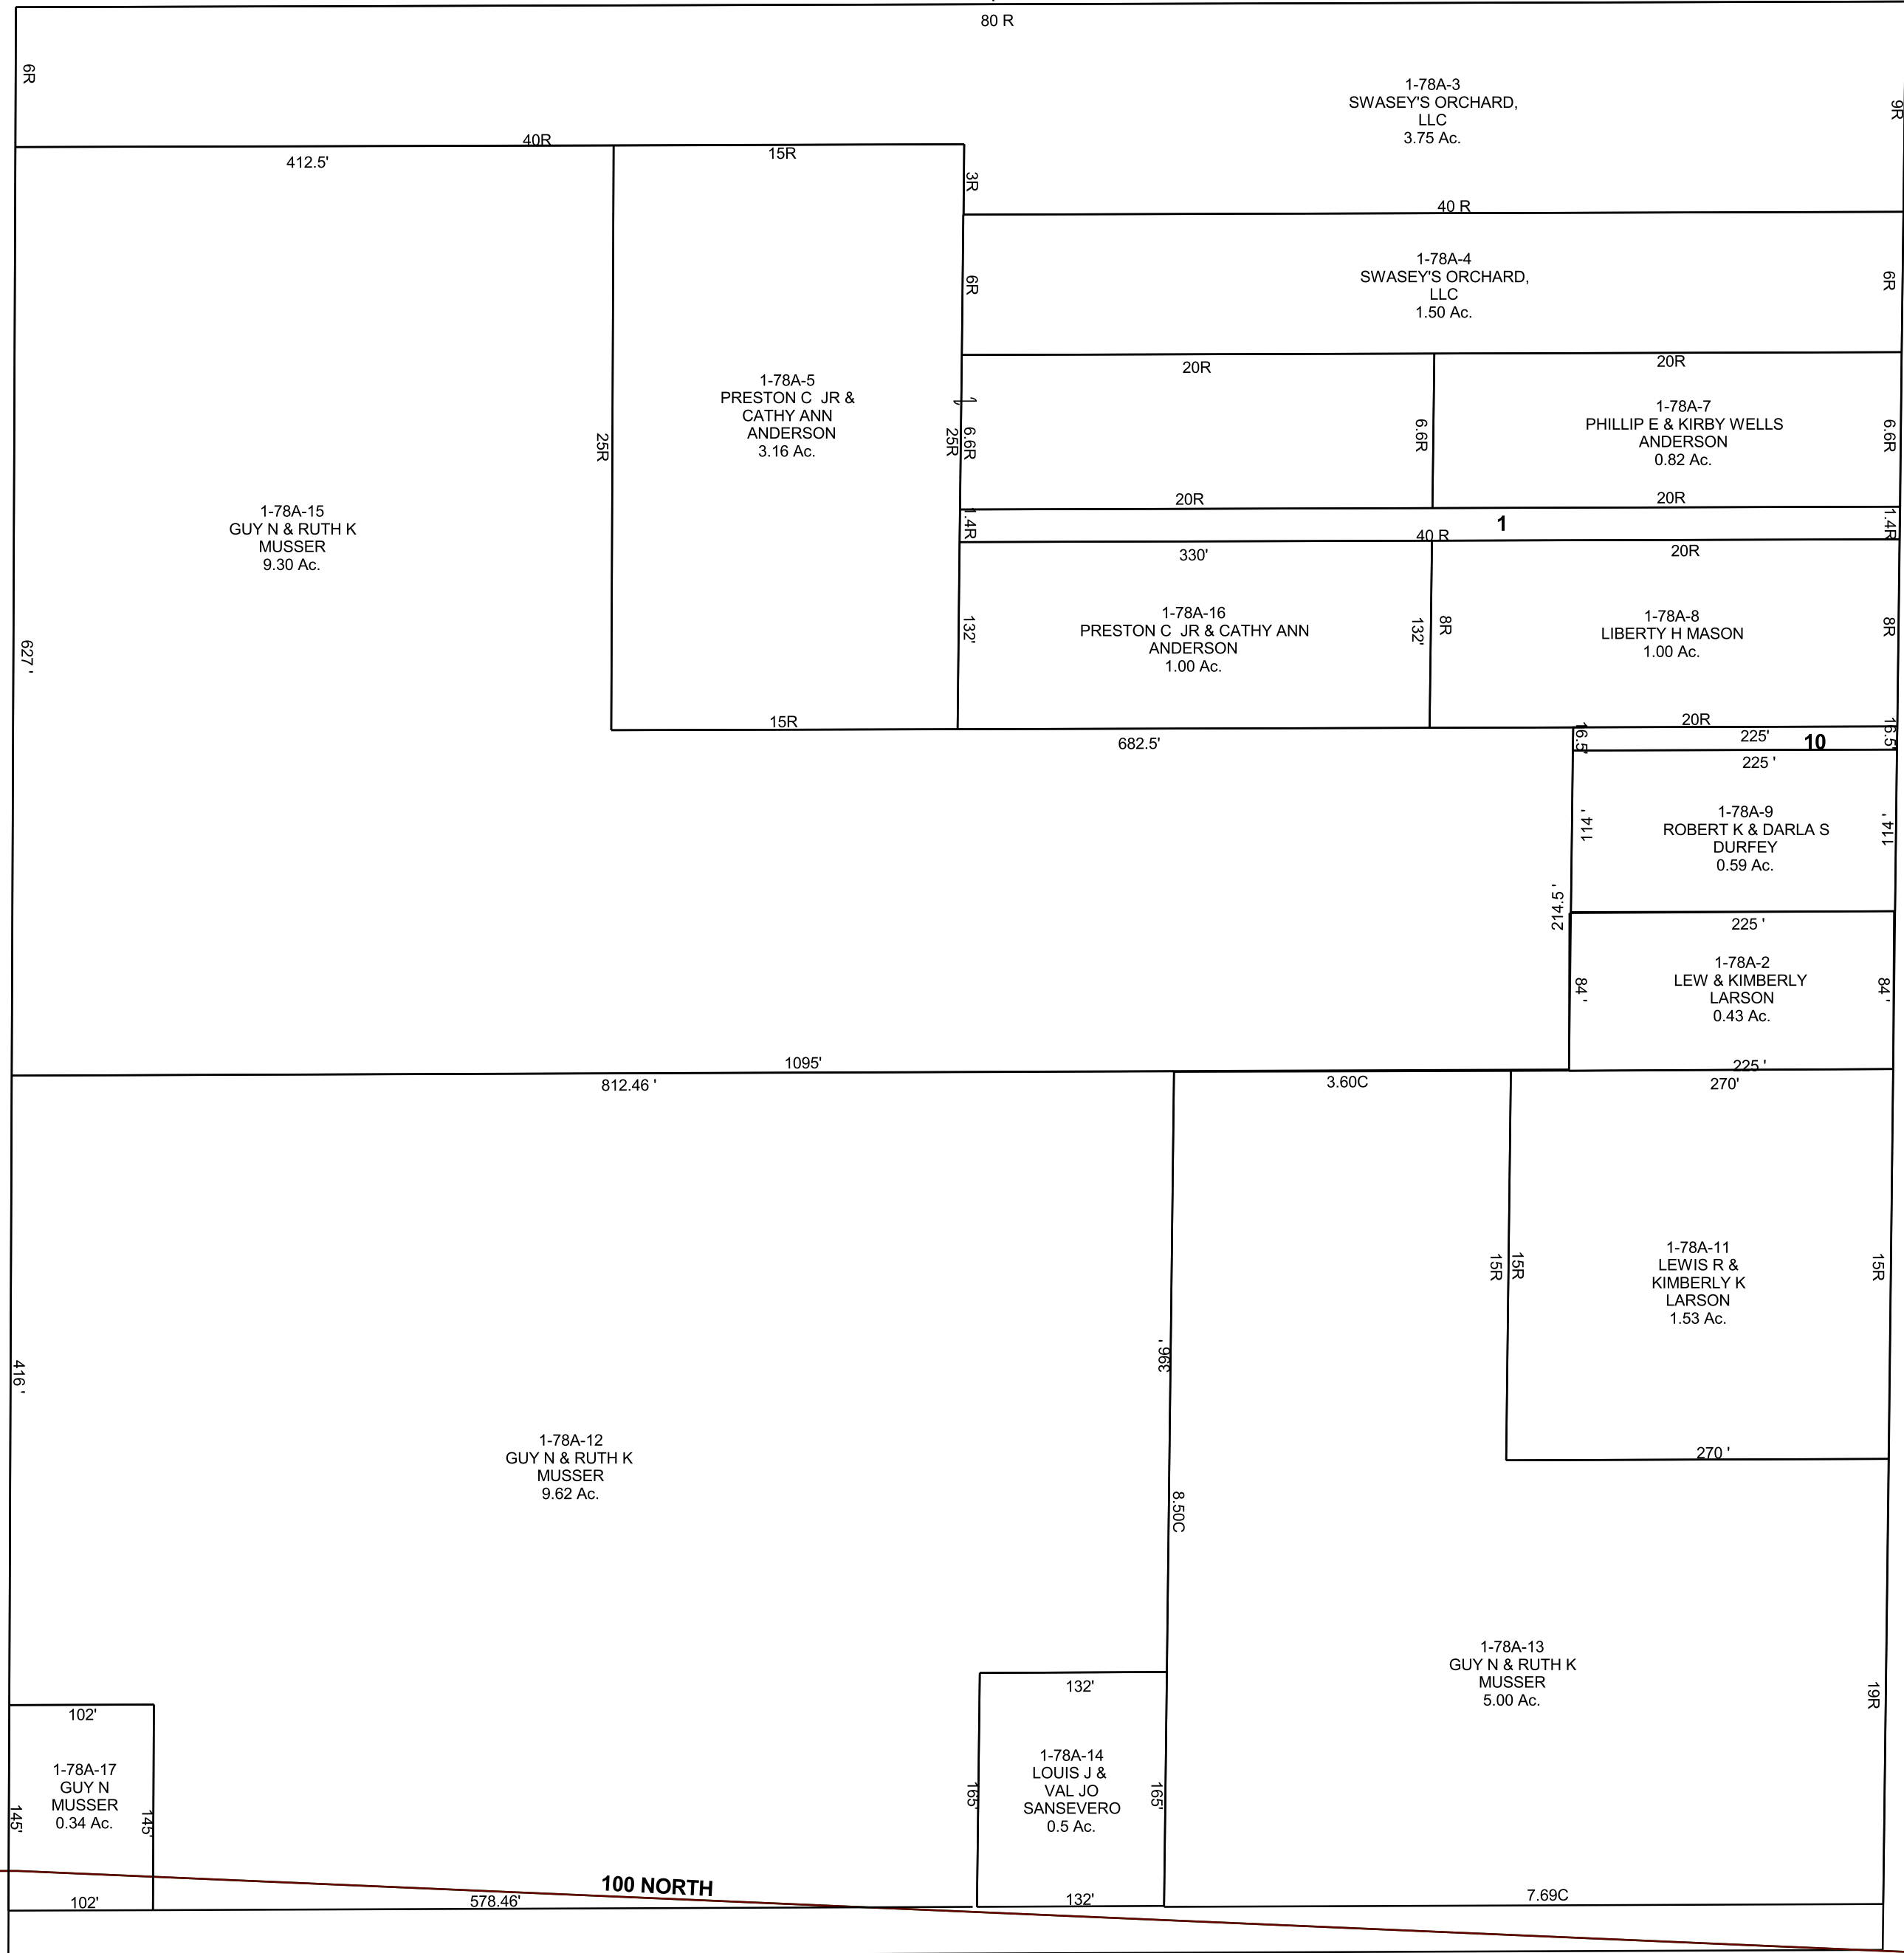 80 R
6R
1-78A-3
SWASEY'S ORCHARD,
LLC
3.75 Ac.
9R
40R
412.5'
15R
3R
40 R
1-78A-4
SWASEY'S ORCHARD,
LLC
1.50 Ac.
6R
6R
20R
20R
1-78A-5
PRESTON C JR &
CATHY ANN
ANDERSON
3.16 Ac.
25R
25R
6.6R
6.6R
1-78A-7
PHILLIP E & KIRBY WELLS
ANDERSON
0.82 Ac.
6.6R
20R
20R
1-78A-15
GUY N & RUTH K
MUSSER
9.30 Ac.
1.4R
1
1.4R
40 R
330'
20R
627 '
132'
1-78A-16
PRESTON C JR & CATHY ANN
ANDERSON
1.00 Ac.
132'
8R
1-78A-8
LIBERTY H MASON
1.00 Ac.
8R
15R
20R
682.5'
16.5'
225'
10
16.5'
225 '
114 '
1-78A-9
ROBERT K & DARLA S
DURFEY
0.59 Ac.
114 '
214.5 '
225 '
84 '
1-78A-2
LEW & KIMBERLY
LARSON
0.43 Ac.
84 '
1095'
225 '
812.46 '
3.60C
270'
15R
15R
1-78A-11
LEWIS R &
KIMBERLY K
LARSON
1.53 Ac.
15R
416 '
396 '
1-78A-12
GUY N & RUTH K
MUSSER
9.62 Ac.
270 '
8.50C
1-78A-13
GUY N & RUTH K
MUSSER
5.00 Ac.
19R
132'
102'
1-78A-17
GUY N
MUSSER
0.34 Ac.
145'
145'
165'
1-78A-14
LOUIS J &
VAL JO
SANSEVERO
0.5 Ac.
165'
100 NORTH
102'
578.46'
132'
7.69C